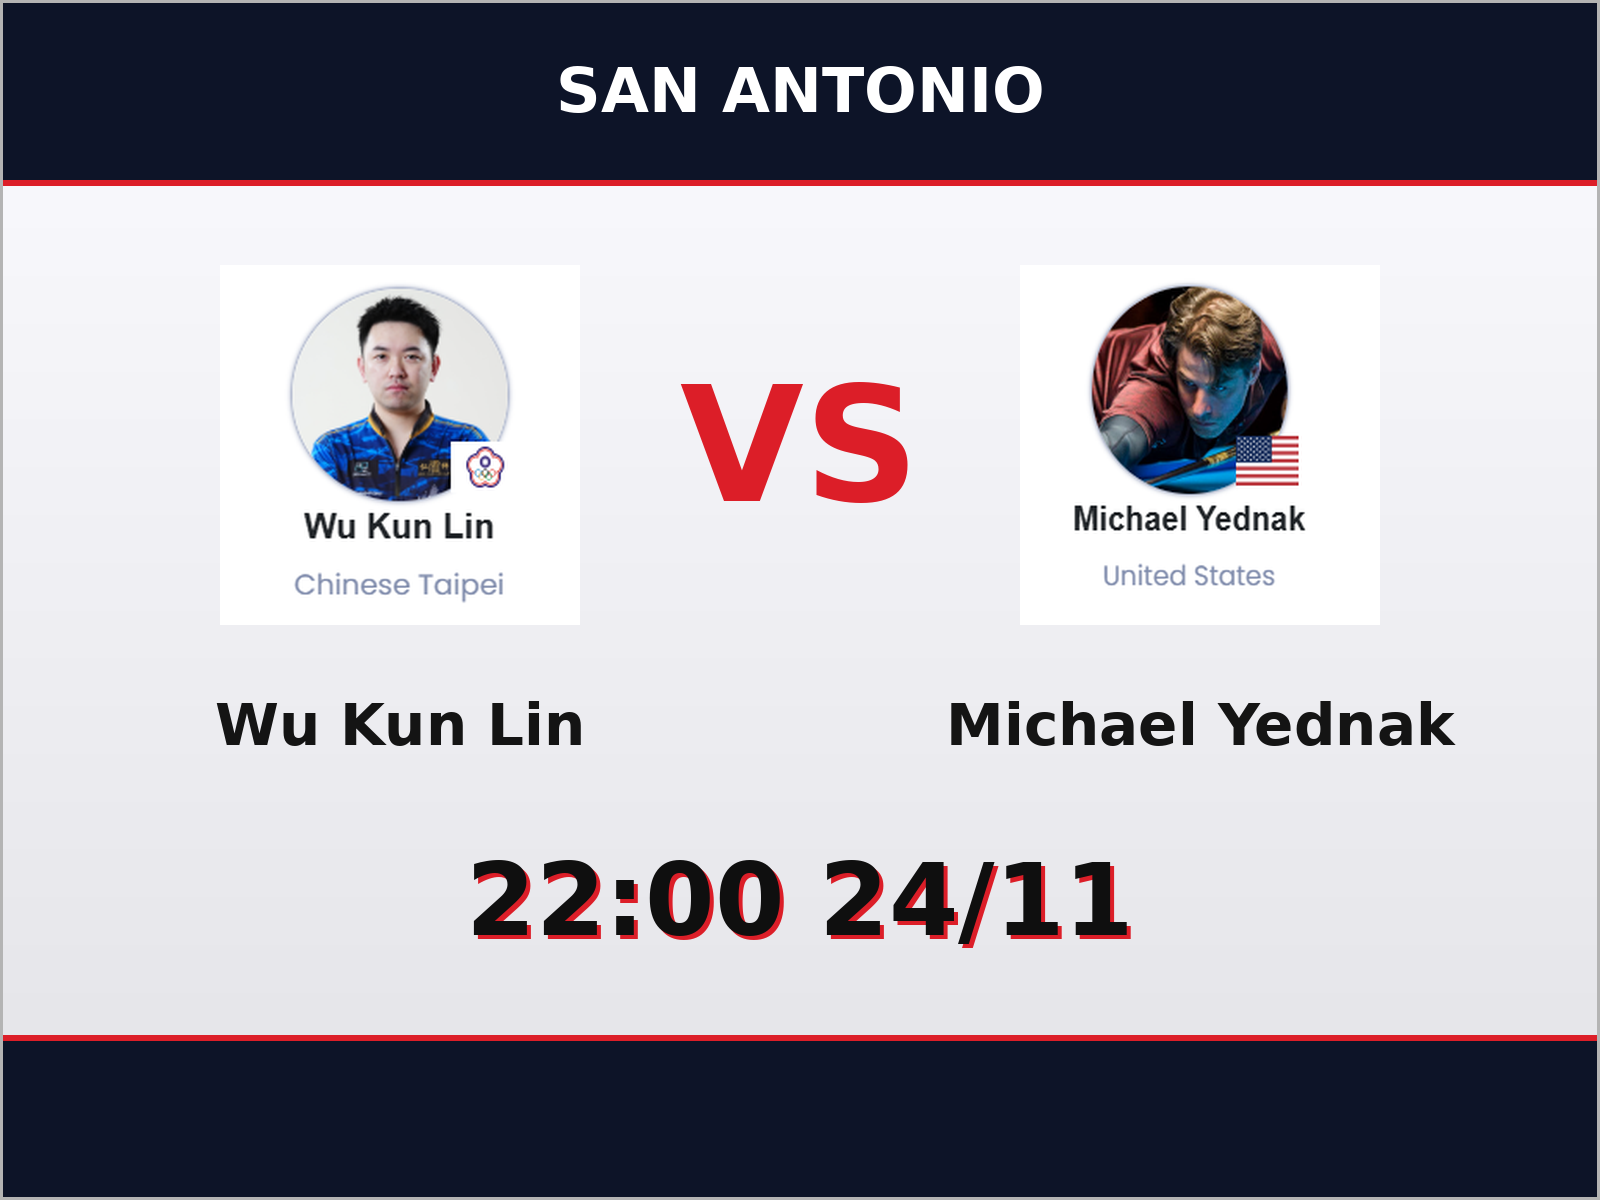 SAN ANTONIO
VS
Wu Kun Lin
Chinese Taipei
Michael Yednak
United States
Wu Kun Lin
Michael Yednak
22:00 24/11